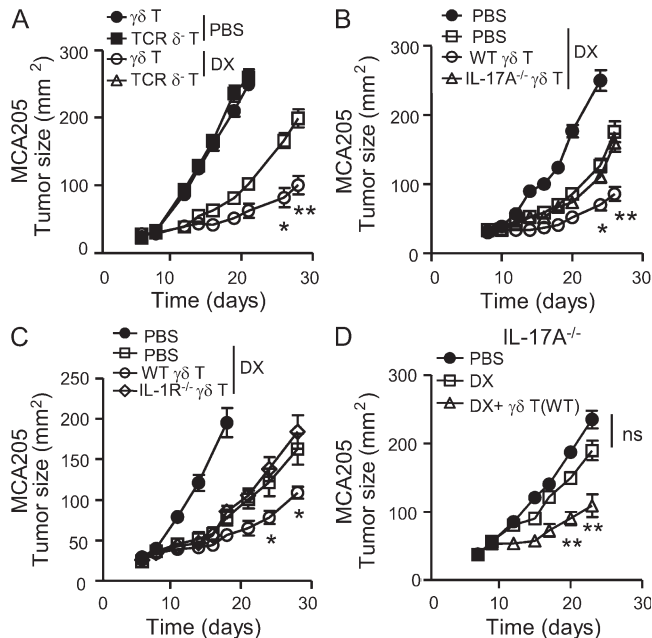 A
γδ T
TCR δ⁻ T
PBS
γδ T
TCR δ⁻ T
DX
MCA205
Tumor size (mm²)
300
200
100
0
0
10
20
30
Time (days)
*
**
B
PBS
PBS
WT γδ T
IL-17A⁻/⁻ γδ T
DX
MCA205
Tumor size (mm²)
300
200
100
0
0
10
20
30
Time (days)
*
**
C
PBS
PBS
WT γδ T
IL-1R⁻/⁻ γδ T
DX
MCA205
Tumor size (mm²)
250
200
150
100
50
0
0
10
20
30
Time (days)
*
*
D
IL-17A⁻/⁻
PBS
DX
DX+ γδ T(WT)
ns
MCA205
Tumor size (mm²)
300
200
100
0
0
10
20
30
Time (days)
**
**